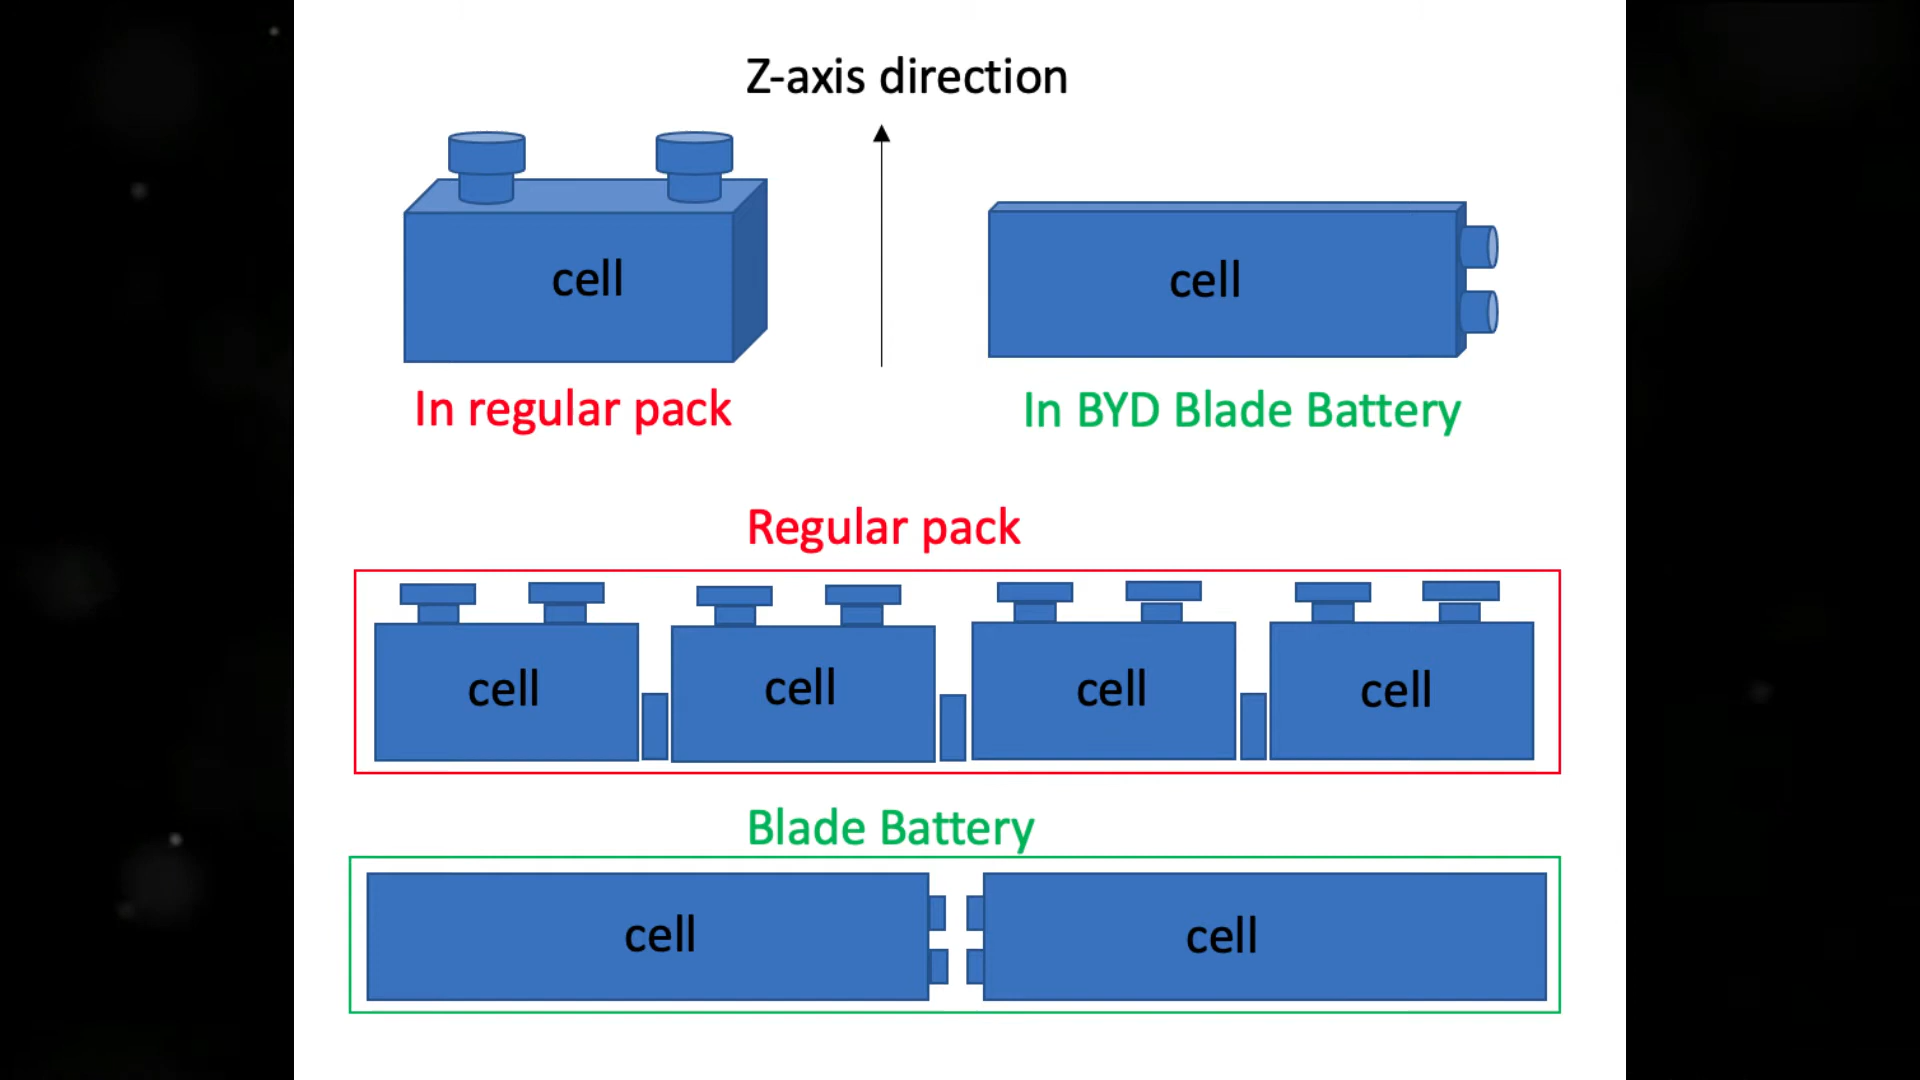 Z-axis direction
cell
cell
In regular pack
In BYD Blade Battery
Regular pack
cell
cell
cell
cell
Blade Battery
cell
cell